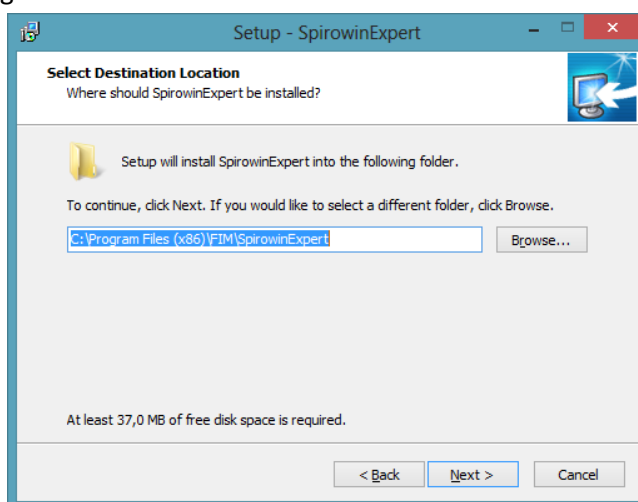 Setup - SpirowinExpert
Select Destination Location
Where should SpirowinExpert be installed?
Setup will install SpirowinExpert into the following folder.
To continue, click Next. If you would like to select a different folder, click Browse.
C:\Program Files (x86)\FIM\SpirowinExpert
Browse...
At least 37,0 MB of free disk space is required.
< Back
Next >
Cancel